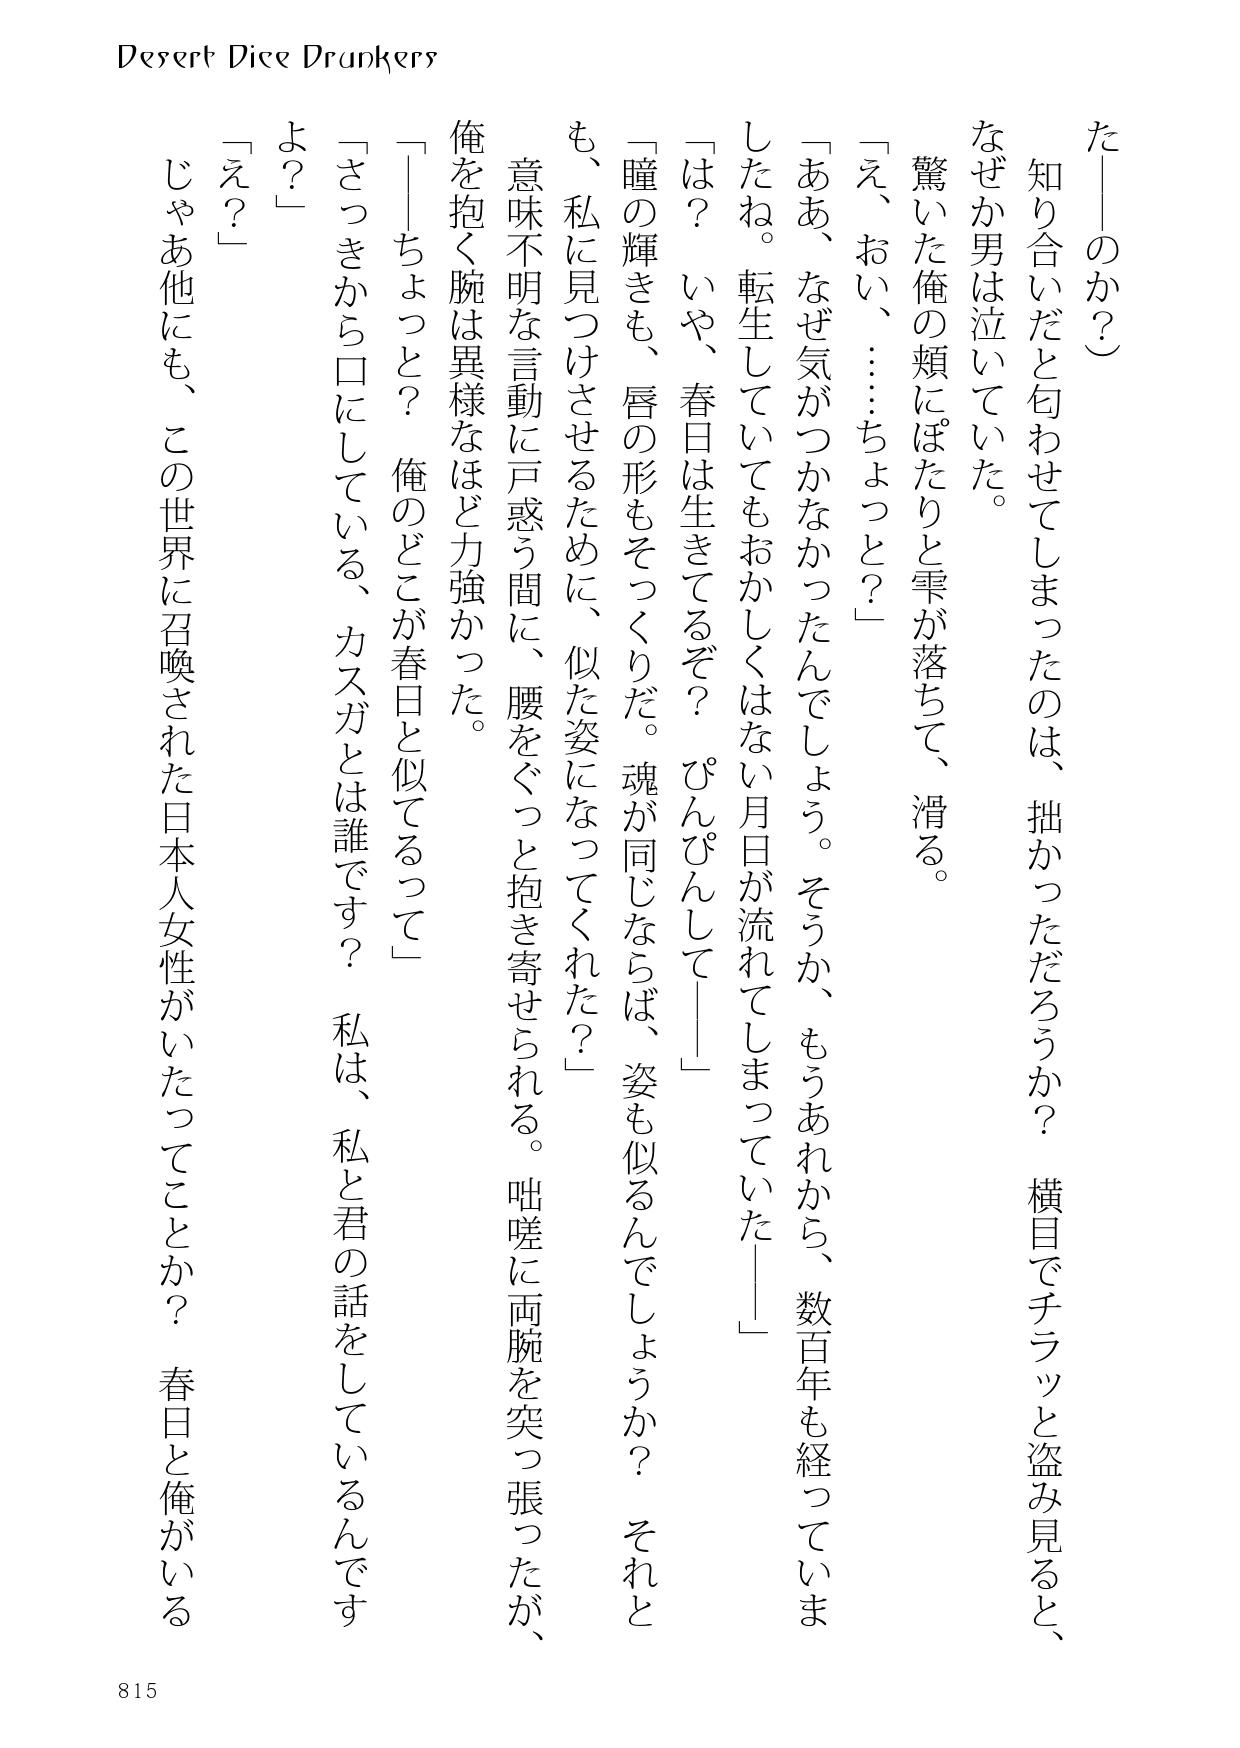 Desert Dice Drunkers
た――のか？）
　知り合いだと匂わせてしまったのは、拙かっただろうか？　横目でチラッと盗み見ると、
なぜか男は泣いていた。
　驚いた俺の頬にぽたりと雫が落ちて、滑る。
「え、おい、……ちょっと？」
「ああ、なぜ気がつかなかったんでしょう。そうか、もうあれから、数百年も経っていま
したね。転生していてもおかしくはない月日が流れてしまっていた――」
「は？　いや、春日は生きてるぞ？　ぴんぴんして――」
「瞳の輝きも、唇の形もそっくりだ。魂が同じならば、姿も似るんでしょうか？　それと
も、私に見つけさせるために、似た姿になってくれた？」
　意味不明な言動に戸惑う間に、腰をぐっと抱き寄せられる。咄嗟に両腕を突っ張ったが、
俺を抱く腕は異様なほど力強かった。
「――ちょっと？　俺のどこが春日と似てるって」
「さっきから口にしている、カスガとは誰です？　私は、私と君の話をしているんです
よ？」
「え？」
　じゃあ他にも、この世界に召喚された日本人女性がいたってことか？　春日と俺がいる
815